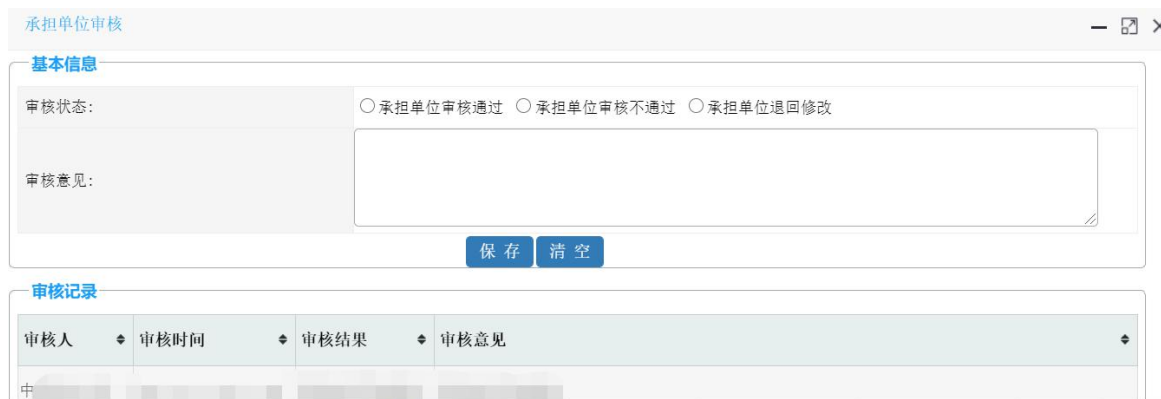 承担单位审核
基本信息
审核状态: 承担单位审核通过 承担单位审核不通过 承担单位退回修改
审核意见:
保 存 清 空
审核记录
审核人 审核时间 审核结果 审核意见
中